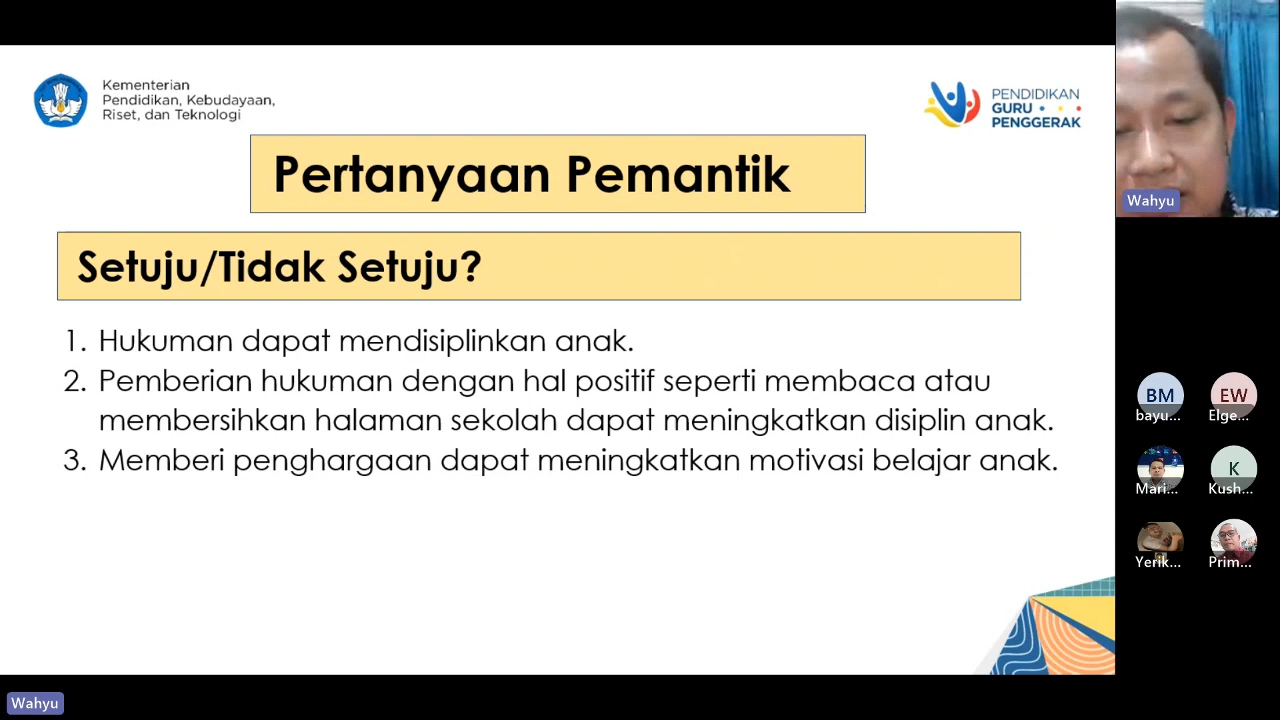 Kementerian
Pendidikan, Kebudayaan,
Riset, dan Teknologi
PENDIDIKAN
GURU
PENGGERAK
Pertanyaan Pemantik
Setuju/Tidak Setuju?
1. Hukuman dapat mendisiplinkan anak.
2. Pemberian hukuman dengan hal positif seperti membaca atau
membersihkan halaman sekolah dapat meningkatkan disiplin anak.
3. Memberi penghargaan dapat meningkatkan motivasi belajar anak.
Wahyu
BM
bayu...
EW
Elge...
Mari...
K
Kush...
Yerik...
Prim...
Wahyu